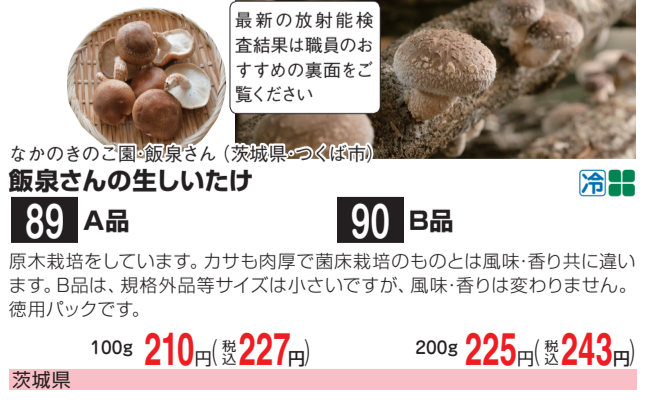 最新の放射能検
査結果は職員のお
すすめの裏面をご
覧ください
なかのきのこ園・飯泉さん（茨城県・つくば市）
飯泉さんの生しいたけ
冷
89 A品
90 B品
原木栽培をしています。カサも肉厚で菌床栽培のものとは風味・香り共に違い
ます。B品は、規格外品等サイズは小さいですが、風味・香りは変わりません。
徳用パックです。
100g 210円(税込227円)
200g 225円(税込243円)
茨城県